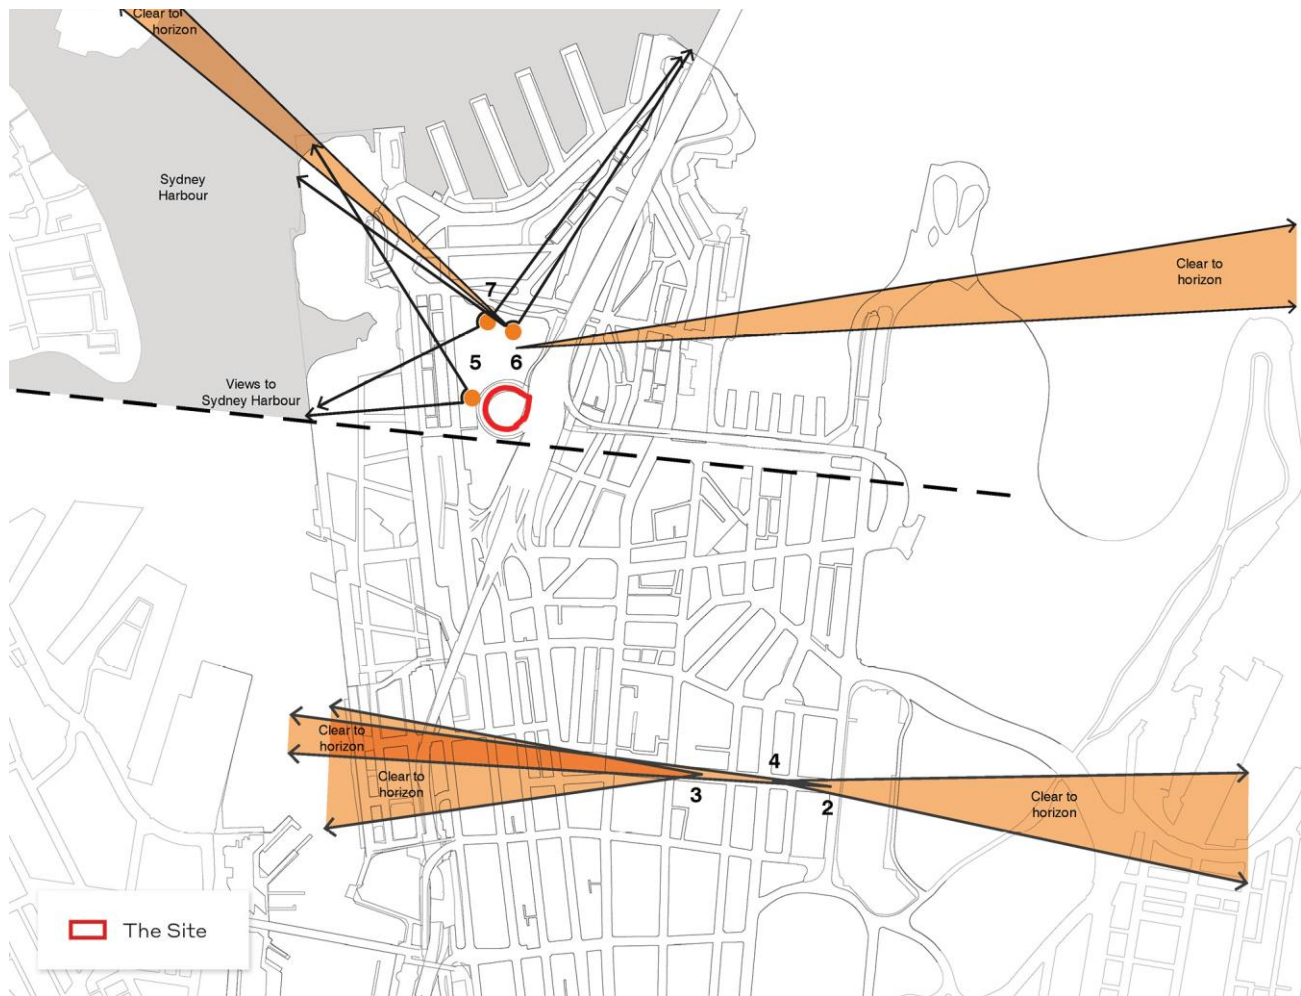 Clear to
horizon
Sydney
Harbour
Clear to
horizon
7
5
6
Views to
Sydney Harbour
Clear to
horizon
Clear to
horizon
4
3
2
Clear to
horizon
The Site